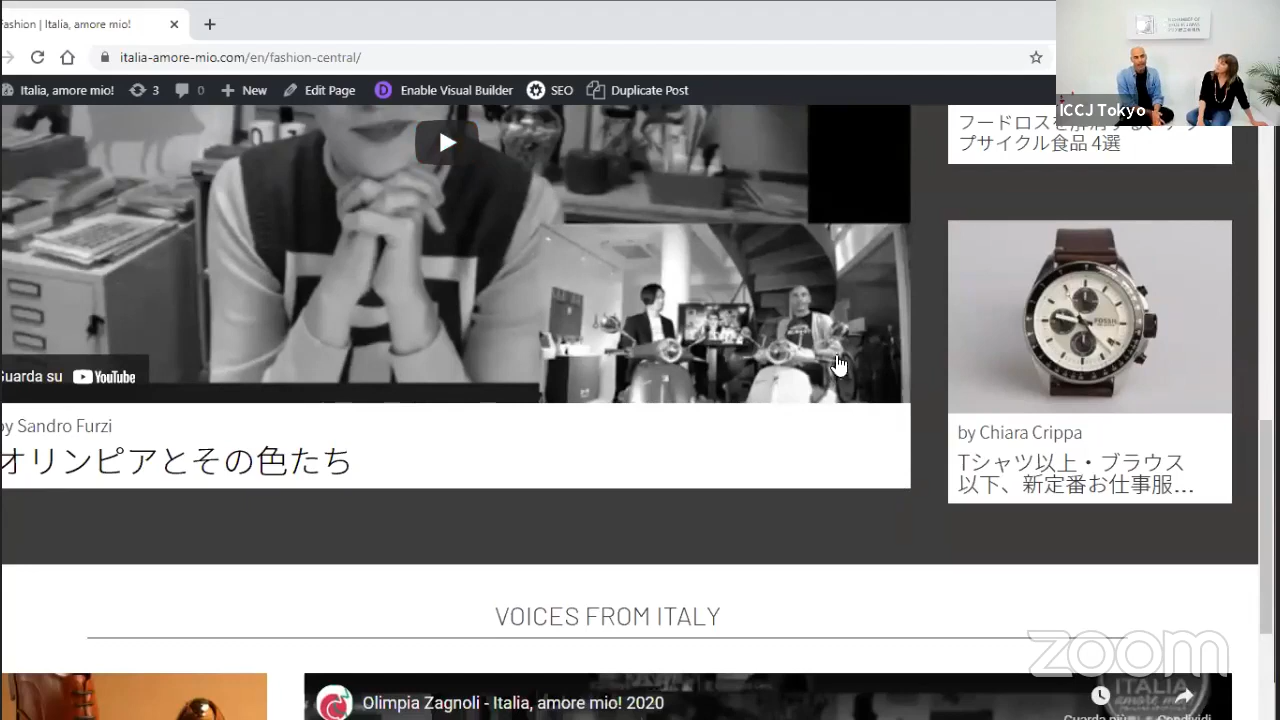 Fashion | Italia, amore mio!
italia-amore-mio.com/en/fashion-central/
Italia, amore mio!
3
0
New
Edit Page
D
Enable Visual Builder
SEO
Duplicate Post
ICCJ Tokyo
プサイクル食品 4選
FOSSIL
Guarda su
YouTube
by Sandro Furzi
オリンピアとその色たち
by Chiara Crippa
Tシャツ以上・ブラウス
以下、新定番お仕事服...
VOICES FROM ITALY
zoom
Olimpia Zagnoli - Italia, amore mio! 2020
ITALIA
Guarda più
Condividi